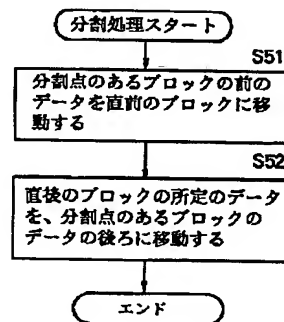 分割処理スタート
S51
分割点のあるブロックの前の
データを直前のブロックに移
動する
S52
直後のブロックの所定のデータ
を、分割点のあるブロックの
データの後ろに移動する
エンド